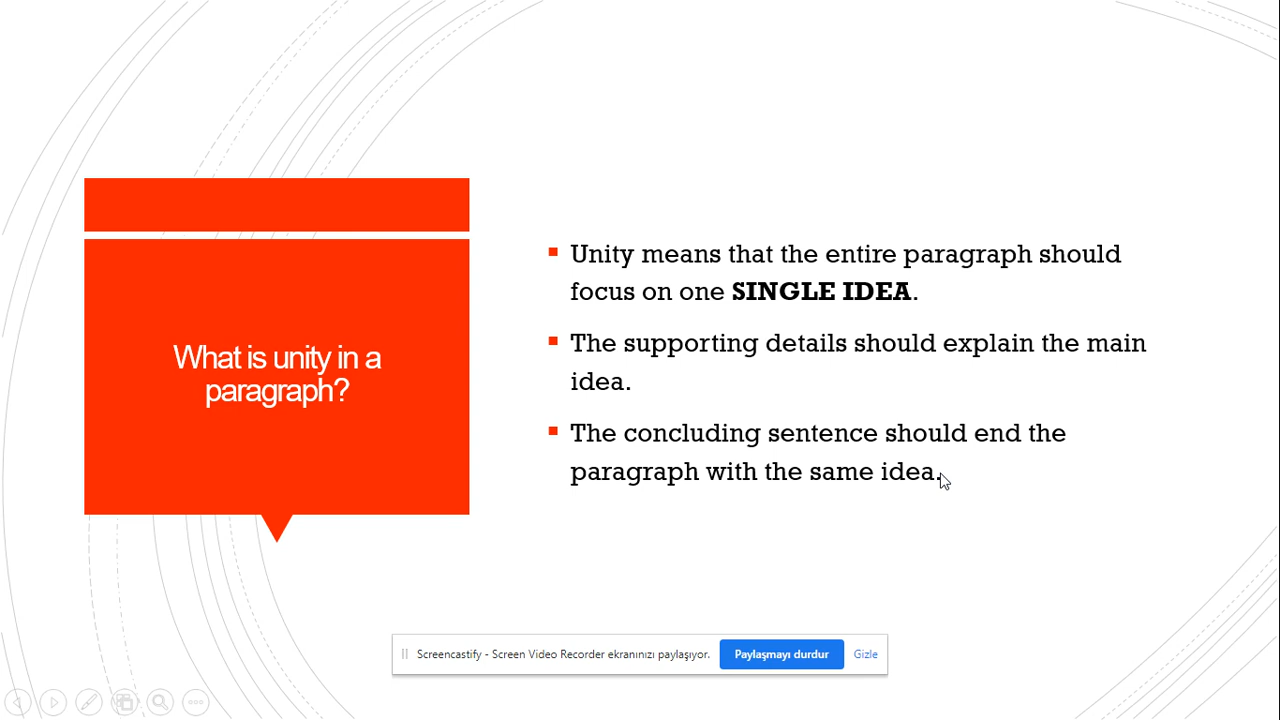 What is unity in a
paragraph?
Unity means that the entire paragraph should
focus on one SINGLE IDEA.
The supporting details should explain the main
idea.
The concluding sentence should end the
paragraph with the same idea.
Screencastify - Screen Video Recorder ekranınızı paylaşıyor. Paylaşmayı durdur Gizle